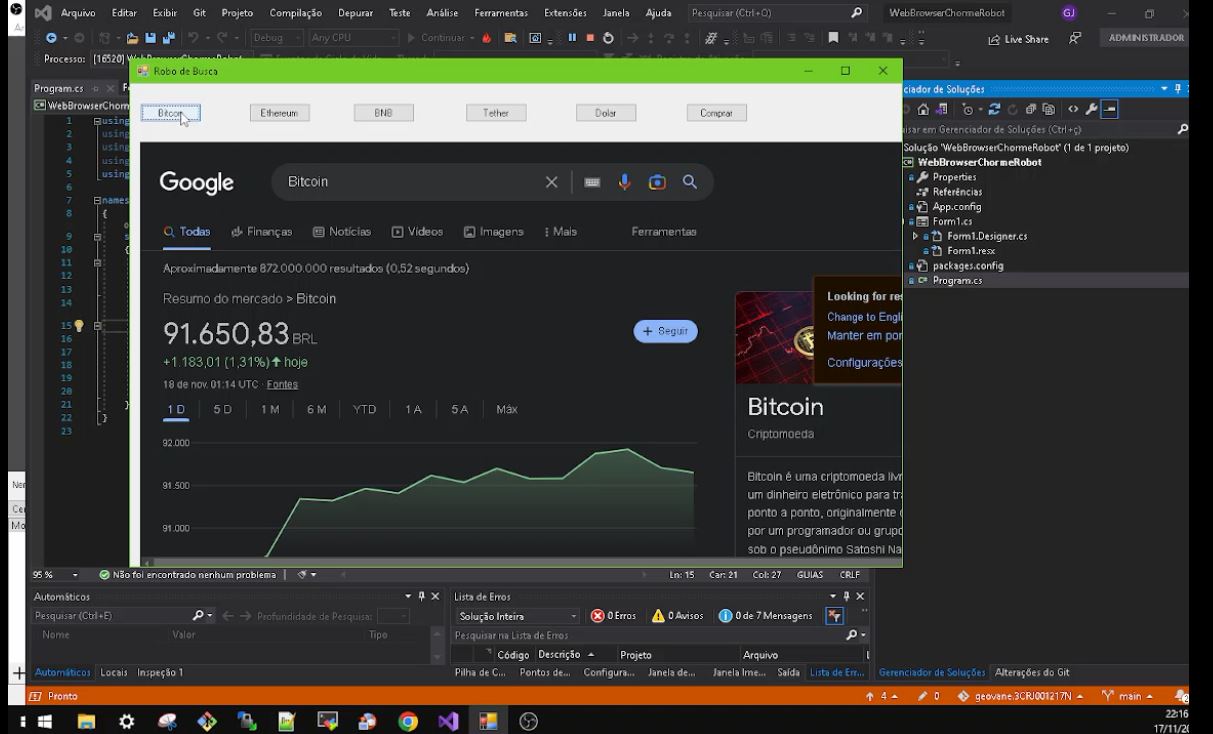 Arquivo Editar Exibir Git Projeto Compilação Depurar Teste Análise Ferramentas Extensões Janela Ajuda Pesquisar (Ctrl+Q) WebBrowserChormeRobot GJ
Debug Any CPU Continuar Live Share ADMINISTRADOR
Processo: [16520]
Robo de Busca
Program.cs
Bitcoin Ethereum BNB Tether Dolar Comprar
Google Bitcoin
Todas Finanças Notícias Vídeos Imagens Mais Ferramentas
Aproximadamente 872.000.000 resultados (0,52 segundos)
Resumo do mercado > Bitcoin
91.650,83 BRL
+ Seguir
+1.183,01 (1,31%) hoje
18 de nov. 01:14 UTC · Fontes
1 D 5 D 1 M 6 M YTD 1 A 5 A Máx
92.000
91.500
91.000
Looking for res
Change to Engli
Manter em por
Configurações
Bitcoin
Criptomoeda
Bitcoin é uma criptomoeda livr
um dinheiro eletrônico para tr
ponto a ponto, originalmente
por um programador ou grupo
sob o pseudônimo Satoshi Na
1 using
2 using
3 using
4 using
5 using
6
7 names
8 {
9
10 {
11
12
13
14
15
16
17
18
19
20
21 }
22 }
23
ciador de Soluções
isar em Gerenciador de Soluções (Ctrl+ç)
Solução 'WebBrowserChormeRobot' (1 de 1 projeto)
WebBrowserChormeRobot
Properties
Referências
App.config
Form1.cs
Form1.Designer.cs
Form1.resx
packages.config
Program.cs
95 % Não foi encontrado nenhum problema Ln: 15 Car: 21 Col: 27 GUIAS CRLF
Automáticos
Pesquisar (Ctrl+E) Profundidade de Pesquisa:
Nome Valor Tipo
Automáticos Locais Inspeção 1
Lista de Erros
Solução Inteira 0 Erros 0 Avisos 0 de 7 Mensagens
Pesquisar na Lista de Erros
Código Descrição Projeto Arquivo
Pilha de C... Pontos de... Configura... Janela de... Janela Ime... Saída Lista de Err...
Gerenciador de Soluções Alterações do Git
Pronto 4 0 geovane.3CRJ001217N main
22:16
17/11/20